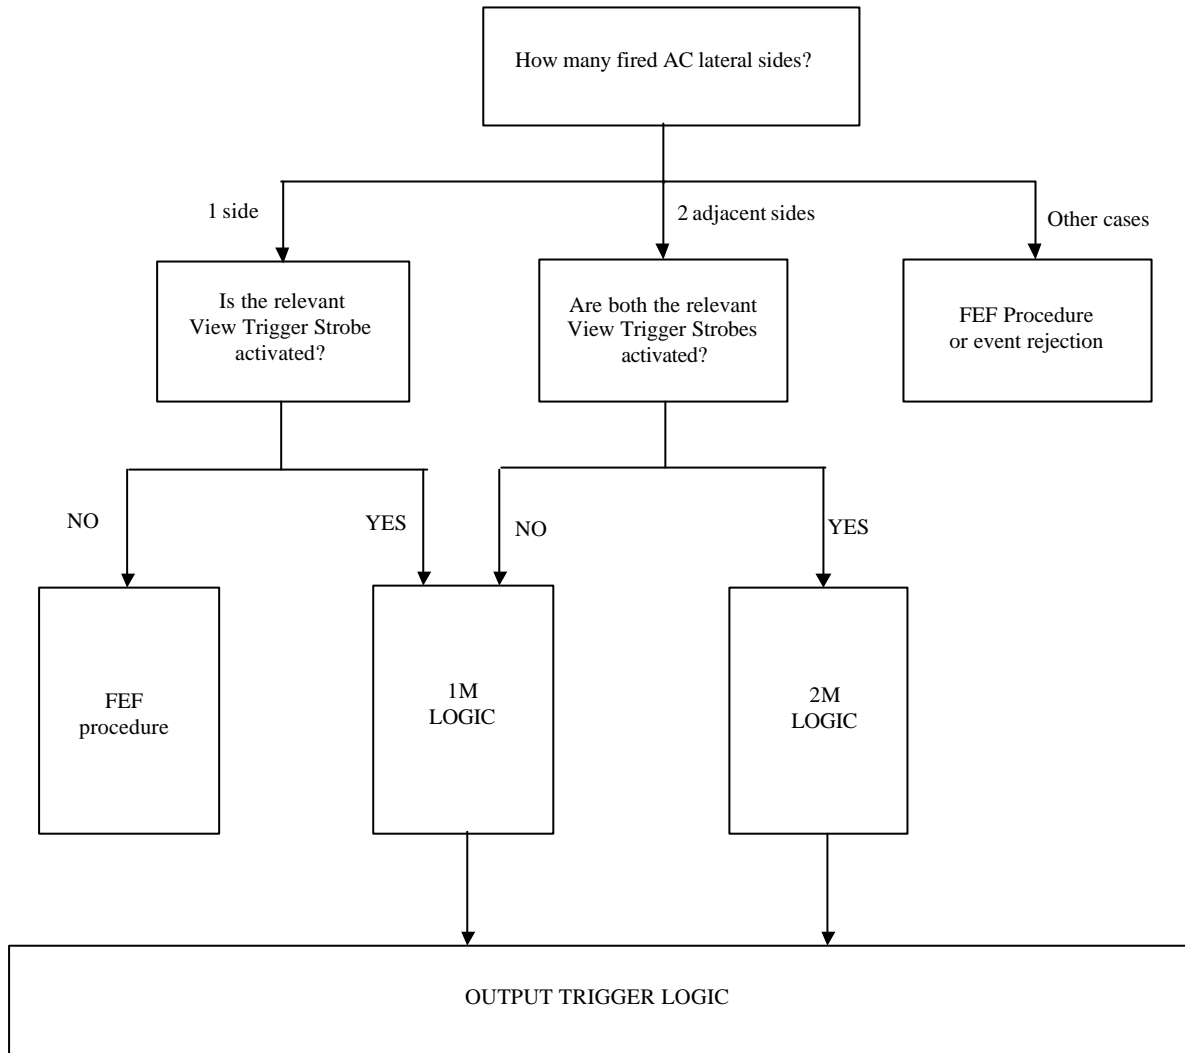 How many fired AC lateral sides?
1 side
2 adjacent sides
Other cases
Is the relevant
View Trigger Strobe
activated?
Are both the relevant
View Trigger Strobes
activated?
FEF Procedure
or event rejection
NO
YES
NO
YES
FEF
procedure
1M
LOGIC
2M
LOGIC
OUTPUT TRIGGER LOGIC